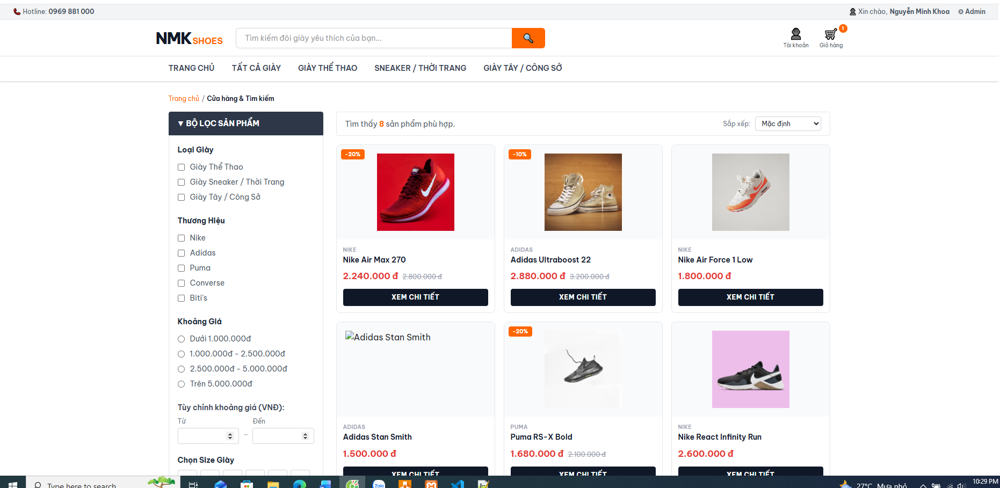 Hotline: 0969 881 000
Xin chào, Nguyễn Minh Khoa
Admin
NMK SHOES
Tìm kiếm đôi giày yêu thích của bạn...
1
Tài khoản
Giỏ hàng
TRANG CHỦ
TẤT CẢ GIÀY
GIÀY THỂ THAO
SNEAKER / THỜI TRANG
GIÀY TÂY / CÔNG SỞ
Trang chủ / Cửa hàng & Tìm kiếm
▼ BỘ LỌC SẢN PHẨM
Loại Giày
Giày Thể Thao
Giày Sneaker / Thời Trang
Giày Tây / Công Sở
Thương Hiệu
Nike
Adidas
Puma
Converse
Biti's
Khoảng Giá
Dưới 1.000.000đ
1.000.000đ - 2.500.000đ
2.500.000đ - 5.000.000đ
Trên 5.000.000đ
Tùy chỉnh khoảng giá (VNĐ):
Từ
Đến
–
Chọn Size Giày
Tìm thấy 8 sản phẩm phù hợp.
Sắp xếp:
Mặc định
-20%
NIKE
Nike Air Max 270
2.240.000 đ 2.800.000 đ
XEM CHI TIẾT
-10%
ADIDAS
Adidas Ultraboost 22
2.880.000 đ 3.200.000 đ
XEM CHI TIẾT
NIKE
Nike Air Force 1 Low
1.800.000 đ
XEM CHI TIẾT
Adidas Stan Smith
ADIDAS
Adidas Stan Smith
1.500.000 đ
XEM CHI TIẾT
-20%
PUMA
Puma RS-X Bold
1.680.000 đ 2.100.000 đ
XEM CHI TIẾT
NIKE
Nike React Infinity Run
2.600.000 đ
XEM CHI TIẾT
Type here to search
Zalo
27°C Mưa nhỏ
10:29 PM